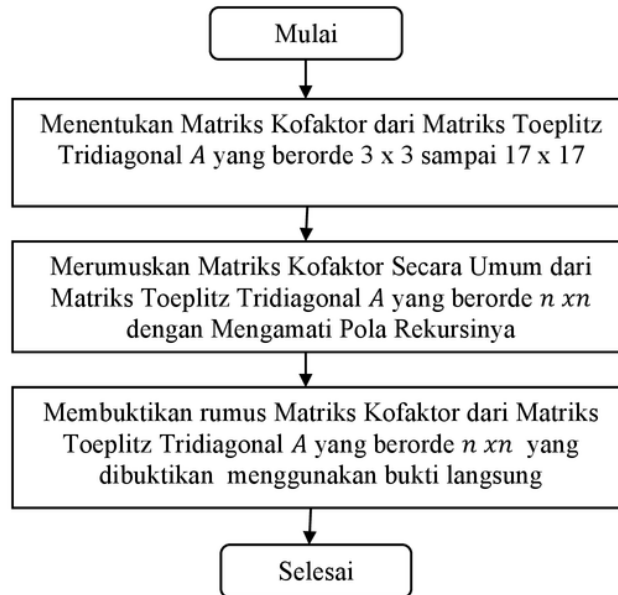 Mulai
Menentukan Matriks Kofaktor dari Matriks Toeplitz
Tridiagonal A yang berorde 3 x 3 sampai 17 x 17
Merumuskan Matriks Kofaktor Secara Umum dari
Matriks Toeplitz Tridiagonal A yang berorde n xn
dengan Mengamati Pola Rekursinya
Membuktikan rumus Matriks Kofaktor dari Matriks
Toeplitz Tridiagonal A yang berorde n xn yang
dibuktikan menggunakan bukti langsung
Selesai